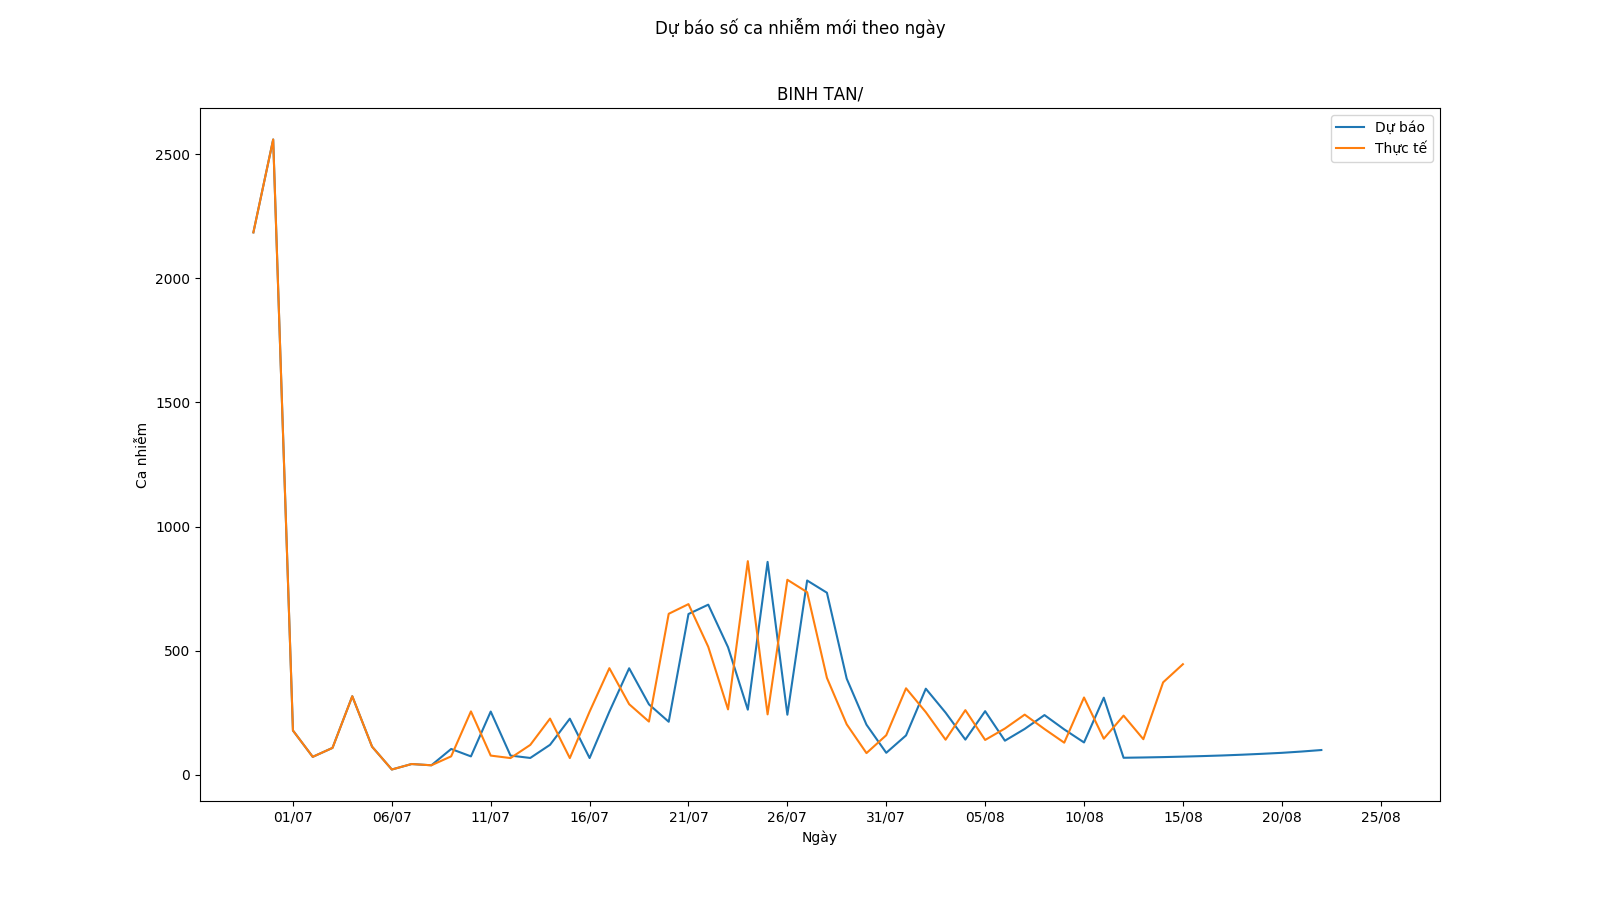 Dự báo số ca nhiễm mới theo ngày
BINH TAN/
Dự báo
Thực tế
2500
2000
1500
1000
500
0
Ca nhiễm
01/07 06/07 11/07 16/07 21/07 26/07 31/07 05/08 10/08 15/08 20/08 25/08
Ngày